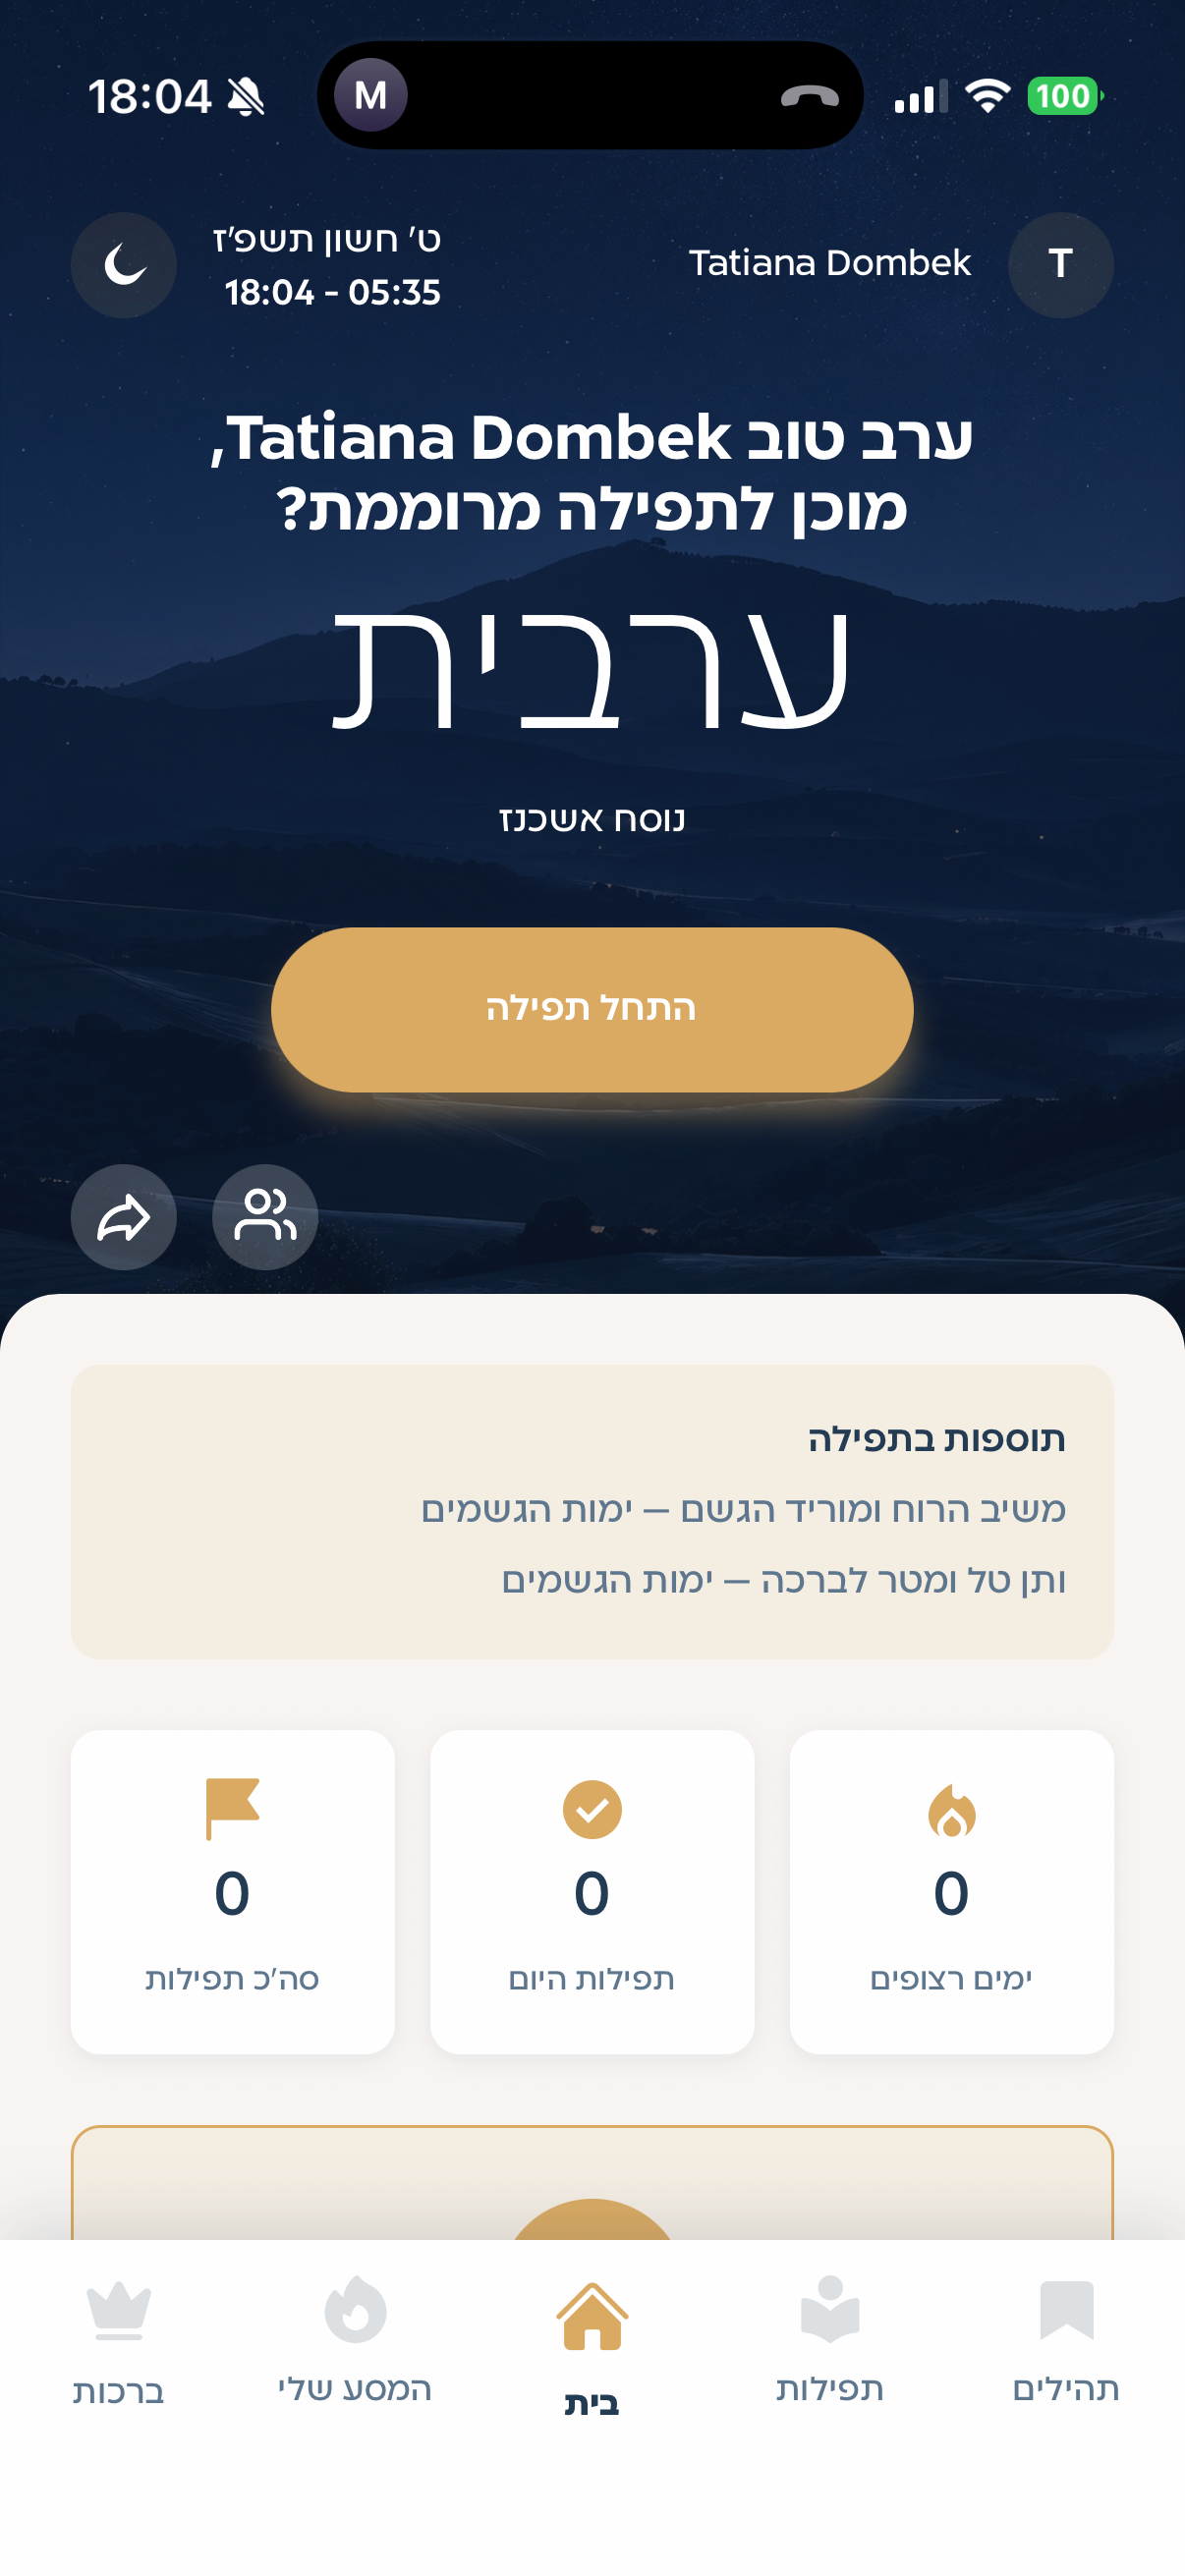 18:04
M
100
T
Tatiana Dombek
ט' חשון תשפ'ז
18:04 - 05:35
ערב טוב Tatiana Dombek,
מוכן לתפילה מרוממת?
ערבית
נוסח אשכנז
התחל תפילה
תוספות בתפילה
משיב הרוח ומוריד הגשם — ימות הגשמים
ותן טל ומטר לברכה — ימות הגשמים
0
ימים רצופים
0
תפילות היום
0
סה'כ תפילות
תהילים
תפילות
בית
המסע שלי
ברכות